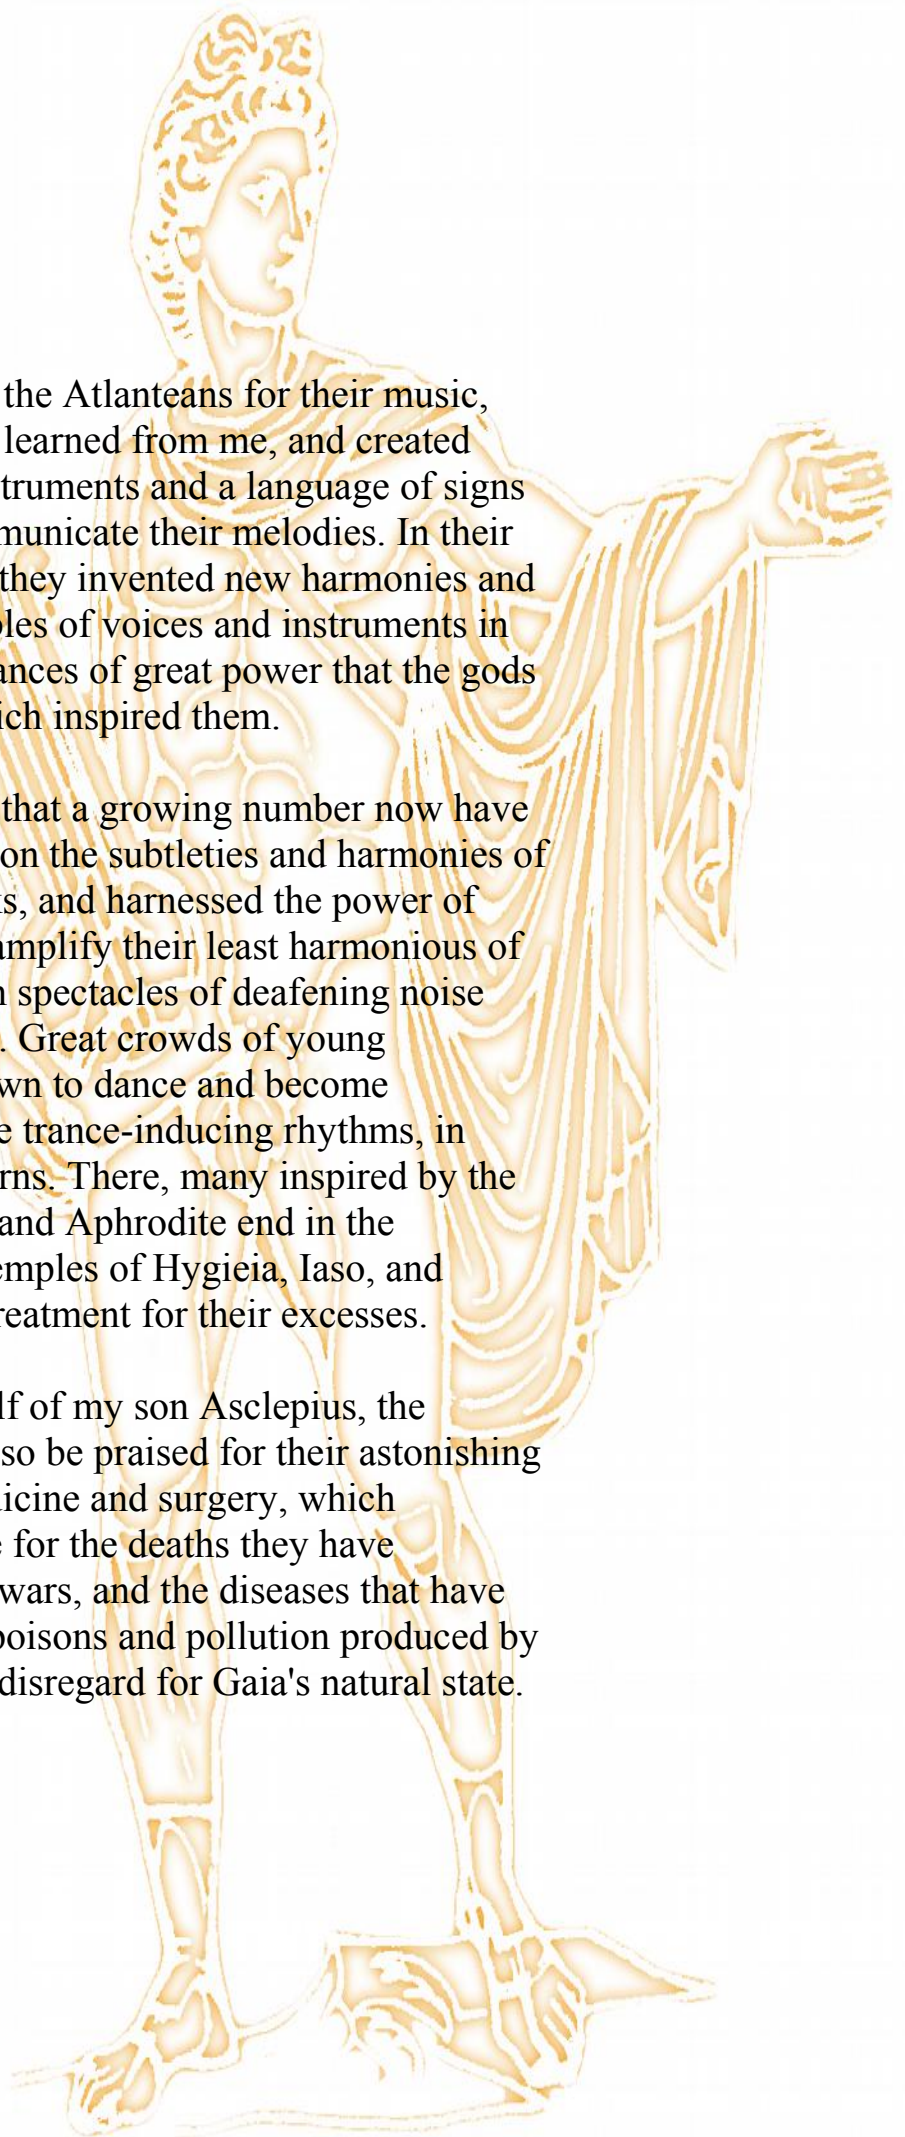 the Atlanteans for their music,
learned from me, and created
truments and a language of signs
municate their melodies. In their
they invented new harmonies and
les of voices and instruments in
ances of great power that the gods
ich inspired them.
that a growing number now have
on the subtleties and harmonies of
s, and harnessed the power of
amplify their least harmonious of
n spectacles of deafening noise
. Great crowds of young
wn to dance and become
e trance-inducing rhythms, in
rns. There, many inspired by the
and Aphrodite end in the
emples of Hygieia, Iaso, and
reatment for their excesses.
lf of my son Asclepius, the
so be praised for their astonishing
icine and surgery, which
e for the deaths they have
wars, and the diseases that have
poisons and pollution produced by
disregard for Gaia's natural state.